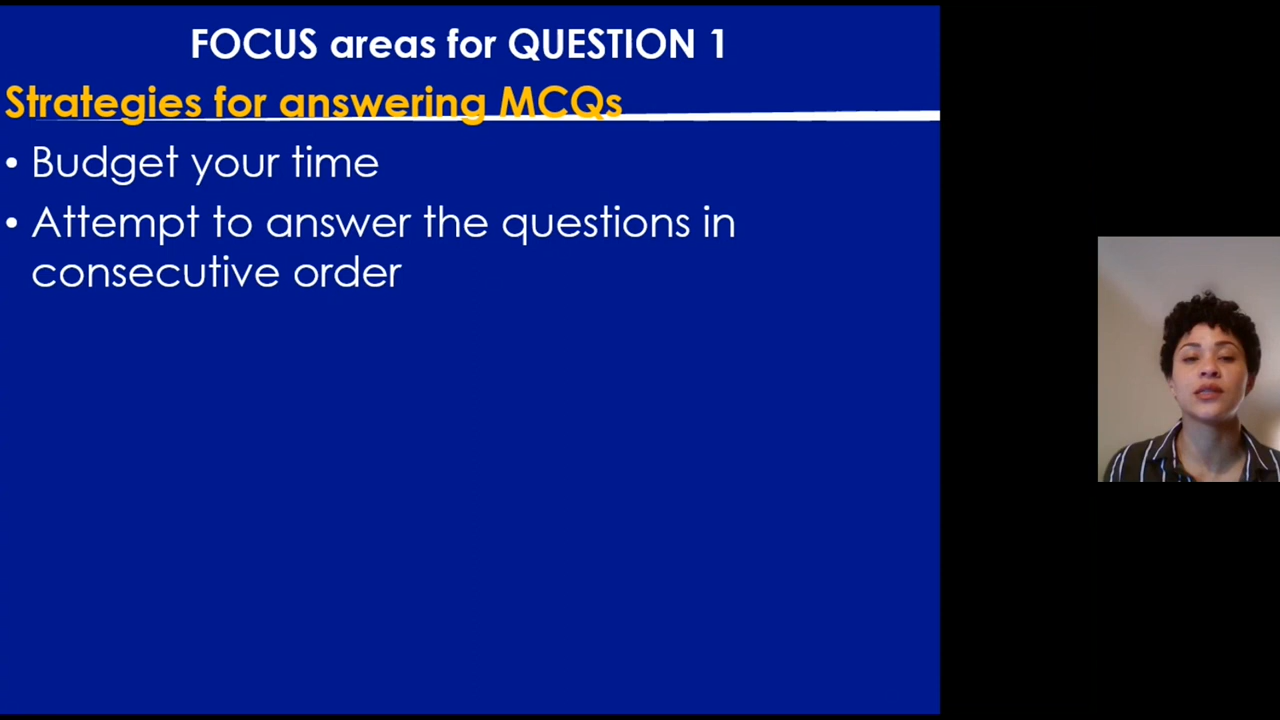 FOCUS areas for QUESTION 1
Strategies for answering MCQs
• Budget your time
• Attempt to answer the questions in
consecutive order